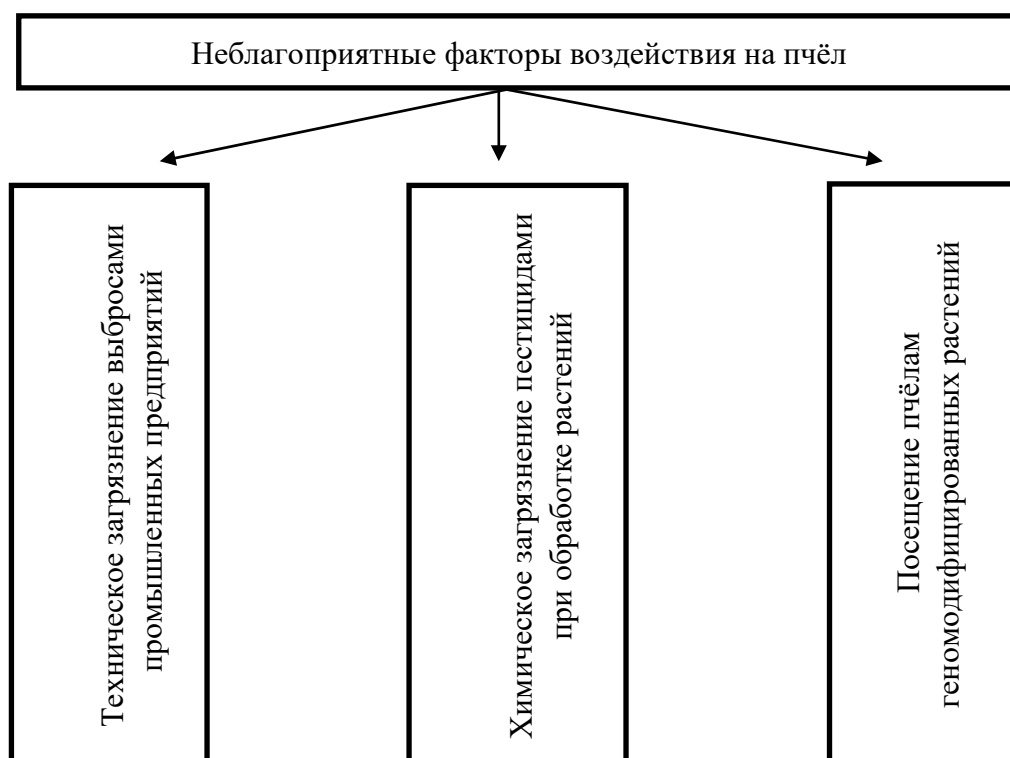 Неблагоприятные факторы воздействия на пчёл
Техническое загрязнение выбросами
промышленных предприятий
Химическое загрязнение пестицидами
при обработке растений
Посещение пчёлам
геномодифицированных растений